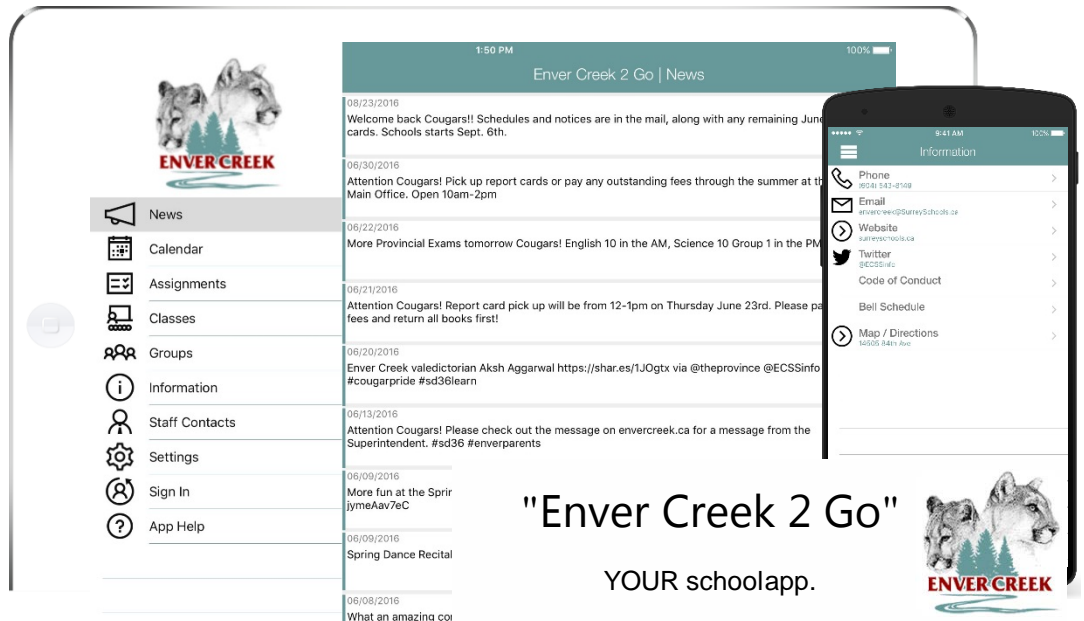 ENVER CREEK
News
Calendar
Assignments
Classes
Groups
Information
Staff Contacts
Settings
Sign In
App Help
1:50 PM
100%
Enver Creek 2 Go | News
08/23/2016
Welcome back Cougars!! Schedules and notices are in the mail, along with any remaining June
cards. Schools starts Sept. 6th.
06/30/2016
Attention Cougars! Pick up report cards or pay any outstanding fees through the summer at th
Main Office. Open 10am-2pm
06/22/2016
More Provincial Exams tomorrow Cougars! English 10 in the AM, Science 10 Group 1 in the PM
06/21/2016
Attention Cougars! Report card pick up will be from 12-1pm on Thursday June 23rd. Please pa
fees and return all books first!
06/20/2016
Enver Creek valedictorian Aksh Aggarwal https://shar.es/1JOgtx via @theprovince @ECSSinfo
#cougarpride #sd36learn
06/13/2016
Attention Cougars! Please check out the message on envercreek.ca for a message from the
Superintendent. #sd36 #enverparents
06/09/2016
More fun at the Sprin
jymeAav7eC
06/09/2016
Spring Dance Recital
06/08/2016
What an amazing co
9:41 AM
100%
Information
Phone
(604) 543-8149
Email
envercreek@SurreySchools.ca
Website
surreyschools.ca
Twitter
@ECSSinfo
Code of Conduct
Bell Schedule
Map / Directions
14505 84th Ave
"Enver Creek 2 Go"
YOUR schoolapp.
ENVER CREEK